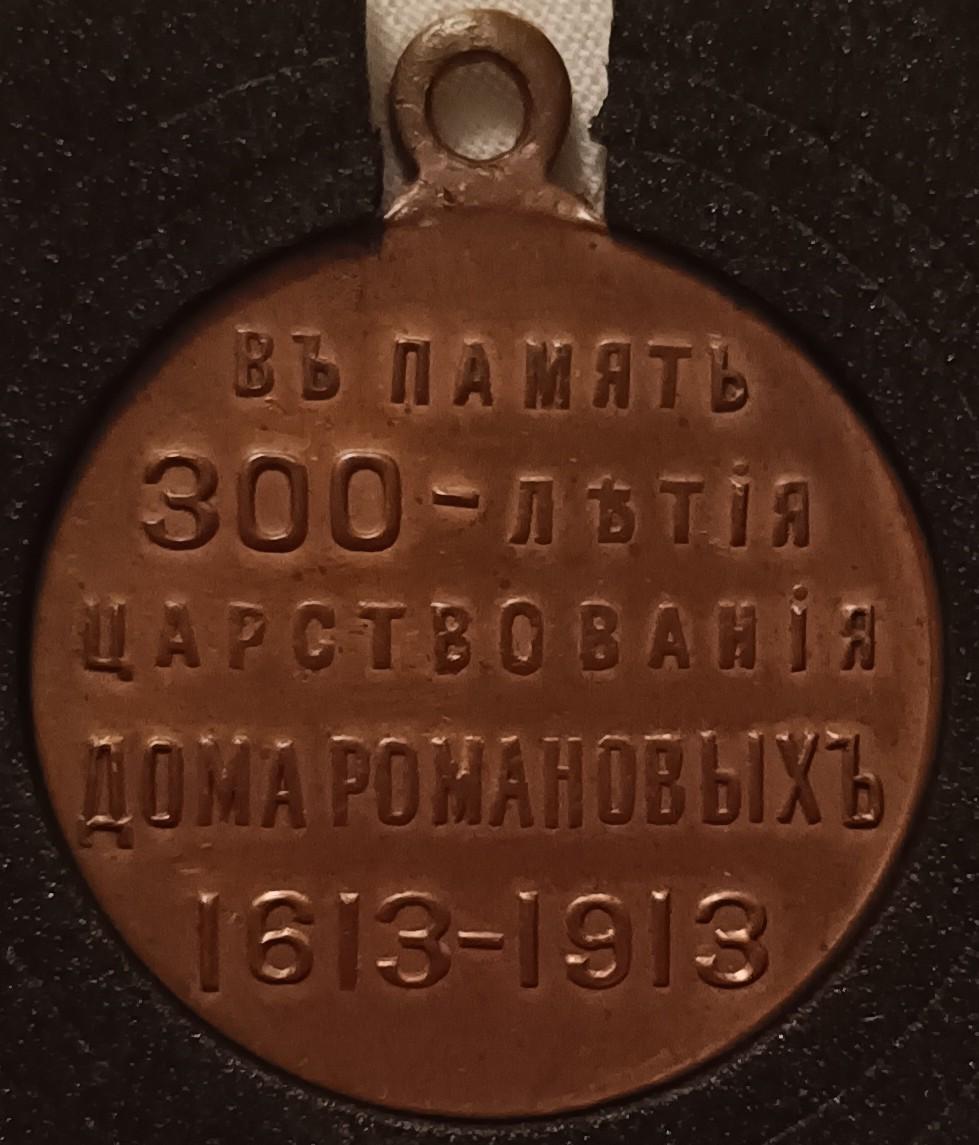 ВЪ ПАМЯТЬ
300-ЛѢТІЯ
ЦАРСТВОВАНІЯ
ДОМА РОМАНОВЫХЪ
1613-1913